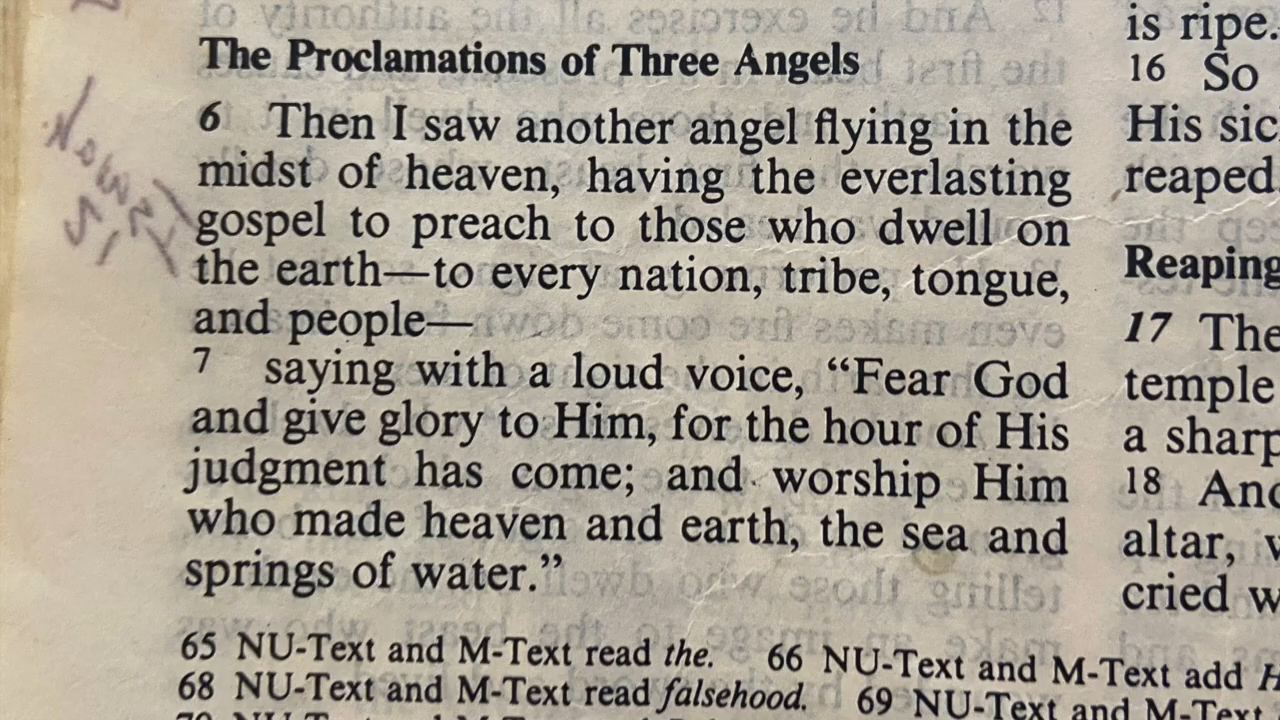 The Proclamations of Three Angels
6 Then I saw another angel flying in the
midst of heaven, having the everlasting
gospel to preach to those who dwell on
the earth—to every nation, tribe, tongue,
and people—
7 saying with a loud voice, “Fear God
and give glory to Him, for the hour of His
judgment has come; and worship Him
who made heaven and earth, the sea and
springs of water.”
65 NU-Text and M-Text read the. 66 NU-Text and M-Text add
68 NU-Text and M-Text read falsehood. 69 NU-Text and M-Text
is ripe.
16 So
His
reaped
Reaping
17
temple
a sharp
18
altar,
cried